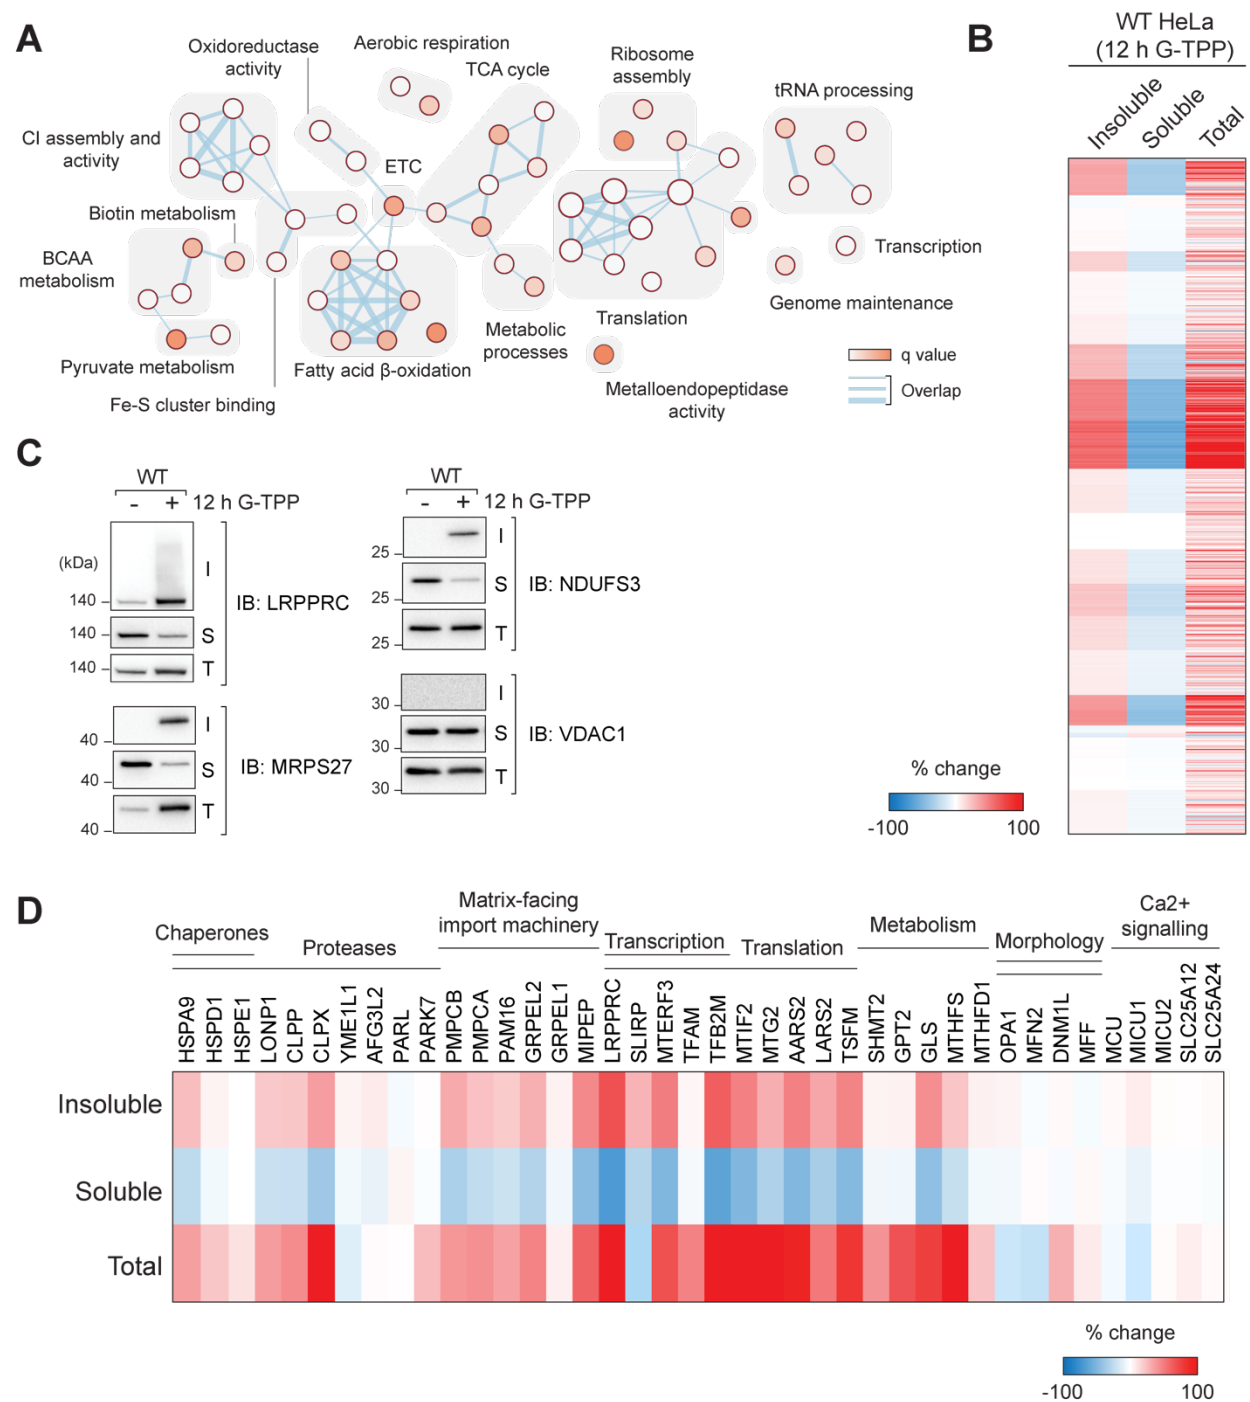 A
Oxidoreductase
activity
Aerobic respiration
TCA cycle
Ribosome
assembly
tRNA processing
CI assembly and
activity
ETC
Biotin metabolism
BCAA
metabolism
Transcription
Genome maintenance
Pyruvate metabolism
Fatty acid β-oxidation
Metabolic
processes
Translation
Fe-S cluster binding
Metalloendopeptidase
activity
q value
Overlap
B
WT HeLa
(12 h G-TPP)
Insoluble
Soluble
Total
% change
-100
100
C
WT
- + 12 h G-TPP
(kDa)
140
I
140
S
140
T
IB: LRPPRC
40
I
40
S
40
T
IB: MRPS27
WT
- + 12 h G-TPP
25
I
25
S
25
T
IB: NDUFS3
30
I
30
S
30
T
IB: VDAC1
D
Chaperones
Proteases
Matrix-facing
import machinery
Transcription
Translation
Metabolism
Morphology
Ca2+
signalling
HSPA9
HSPD1
HSPE1
LONP1
CLPP
CLPX
YME1L1
AFG3L2
PARL
PARK7
PMPCB
PMPCA
PAM16
GRPEL2
GRPEL1
MIPEP
LRPPRC
SLIRP
MTERF3
TFAM
TFB2M
MTIF2
MTG2
AARS2
LARS2
TSFM
SHMT2
GPT2
GLS
MTHFS
MTHFD1
OPA1
MFN2
DNM1L
MFF
MCU
MICU1
MICU2
SLC25A12
SLC25A24
Insoluble
Soluble
Total
% change
-100
100